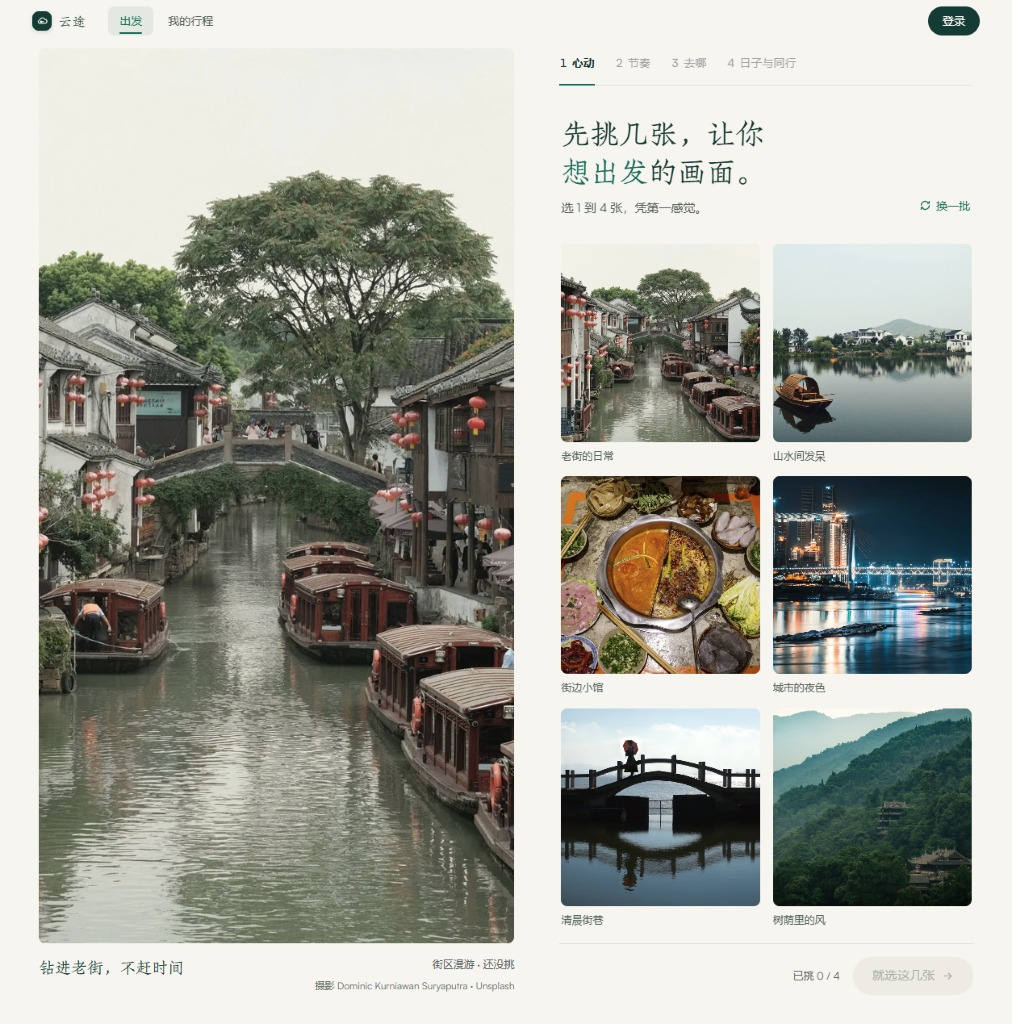 云途
出发
我的行程
登录
1 心动
2 节奏
3 去哪
4 日子与同行
先挑几张，让你
想出发的画面。
选 1 到 4 张，凭第一感觉。
换一批
老街的日常
山水间发呆
街边小馆
城市的夜色
清晨街巷
树荫里的风
钻进老街，不赶时间
街区漫游 · 还没挑
摄影 Dominic Kurniawan Suryaputra · Unsplash
已挑 0 / 4
就选这几张 →